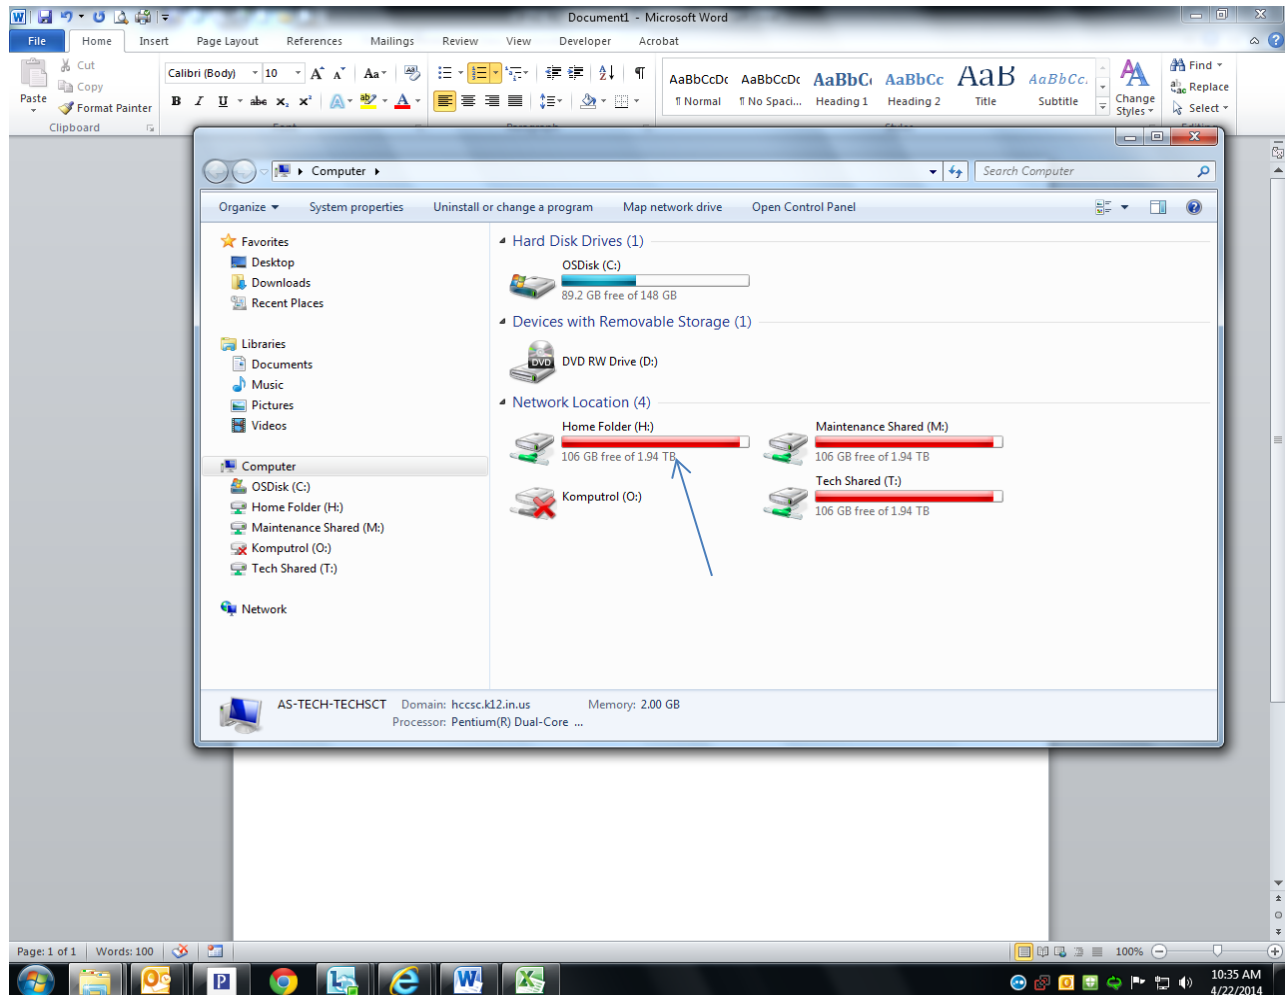 Document1 - Microsoft Word
File Home Insert Page Layout References Mailings Review View Developer Acrobat
Paste
Cut
Copy
Format Painter
Clipboard
Calibri (Body) 10
AaBbCcDc AaBbCcDc AaBbC AaBbCc AaB AaBbCc.
¶ Normal ¶ No Spaci... Heading 1 Heading 2 Title Subtitle
Change Styles
Find
Replace
Select
Computer
Search Computer
Organize System properties Uninstall or change a program Map network drive Open Control Panel
Favorites
Desktop
Downloads
Recent Places
Libraries
Documents
Music
Pictures
Videos
Computer
OSDisk (C:)
Home Folder (H:)
Maintenance Shared (M:)
Komputrol (O:)
Tech Shared (T:)
Network
Hard Disk Drives (1)
OSDisk (C:)
89.2 GB free of 148 GB
Devices with Removable Storage (1)
DVD
DVD RW Drive (D:)
Network Location (4)
Home Folder (H:)
106 GB free of 1.94 TB
Maintenance Shared (M:)
106 GB free of 1.94 TB
Komputrol (O:)
Tech Shared (T:)
106 GB free of 1.94 TB
AS-TECH-TECHSCT Domain: hccsc.k12.in.us Memory: 2.00 GB
Processor: Pentium(R) Dual-Core ...
Page: 1 of 1 Words: 100 100%
10:35 AM
4/22/2014